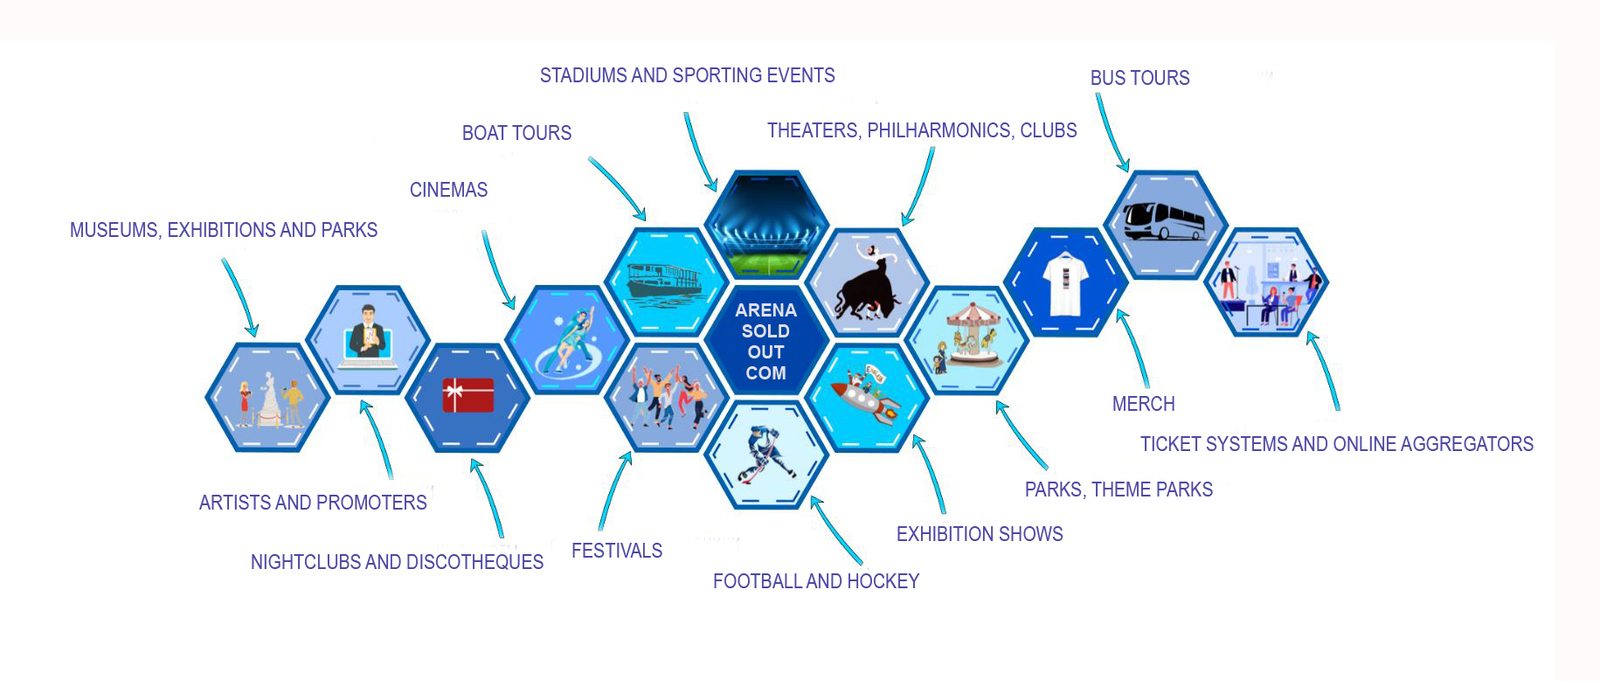 STADIUMS AND SPORTING EVENTS
BUS TOURS
BOAT TOURS
THEATERS, PHILHARMONICS, CLUBS
CINEMAS
MUSEUMS, EXHIBITIONS AND PARKS
ARENA
SOLD
OUT
COM
MERCH
TICKET SYSTEMS AND ONLINE AGGREGATORS
PARKS, THEME PARKS
ARTISTS AND PROMOTERS
EXHIBITION SHOWS
NIGHTCLUBS AND DISCOTHEQUES
FESTIVALS
FOOTBALL AND HOCKEY